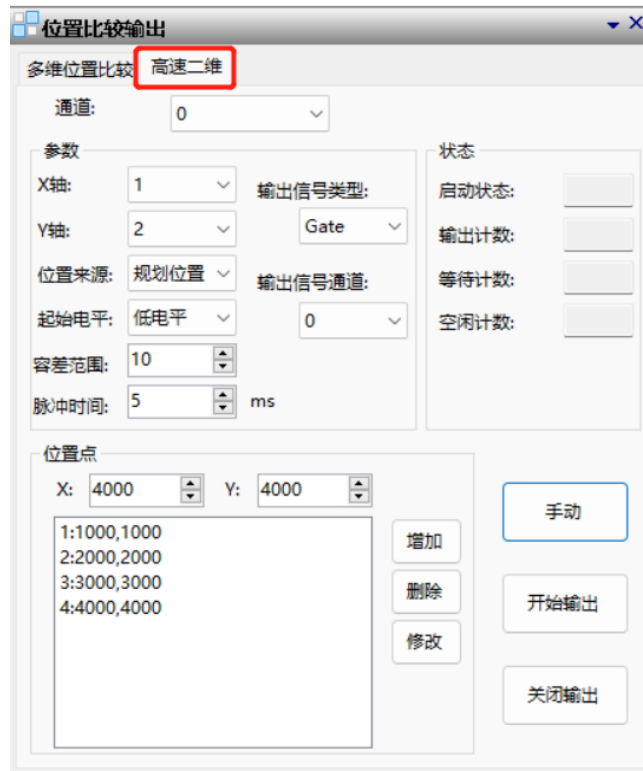 位置比较输出
多维位置比较 高速二维
通道: 0
参数
X轴: 1
Y轴: 2
位置来源: 规划位置
起始电平: 低电平
容差范围: 10
脉冲时间: 5 ms
输出信号类型:
Gate
输出信号通道:
0
状态
启动状态:
输出计数:
等待计数:
空闲计数:
位置点
X: 4000 Y: 4000
1:1000,1000
2:2000,2000
3:3000,3000
4:4000,4000
增加
删除
修改
手动
开始输出
关闭输出